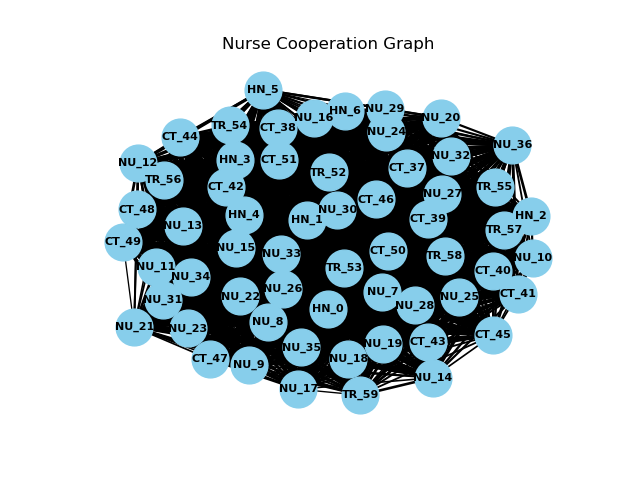 Nurse Cooperation Graph
HN_5
NU_16
HN_6
NU_29
NU_20
TR_54
CT_38
NU_24
CT_44
NU_36
NU_12
HN_3
CT_51
NU_32
TR_56
TR_52
CT_37
CT_42
NU_27
TR_55
CT_46
CT_48
HN_4
HN_1
NU_30
CT_39
HN_2
NU_13
TR_57
CT_49
NU_15
NU_33
CT_50
TR_58
NU_10
NU_11
NU_34
TR_53
CT_40
NU_31
NU_22
NU_26
NU_7
NU_28
NU_25
CT_41
HN_0
NU_21
NU_23
NU_8
CT_45
CT_47
NU_9
NU_35
NU_18
NU_19
CT_43
NU_17
TR_59
NU_14